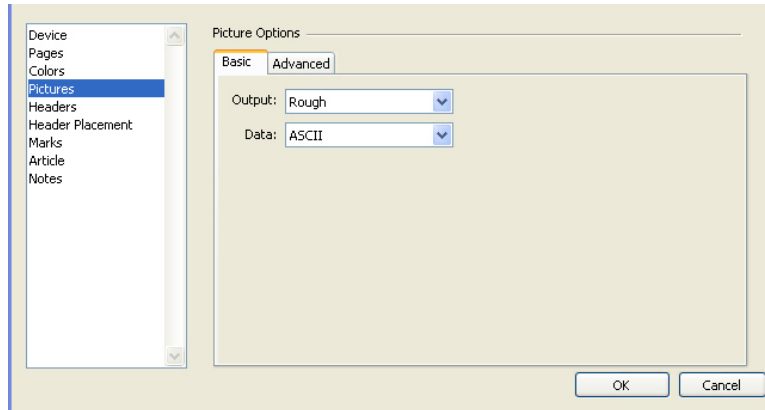 Device
Pages
Colors
Pictures
Headers
Header Placement
Marks
Article
Notes
Picture Options
Basic Advanced
Output: Rough
Data: ASCII
OK Cancel